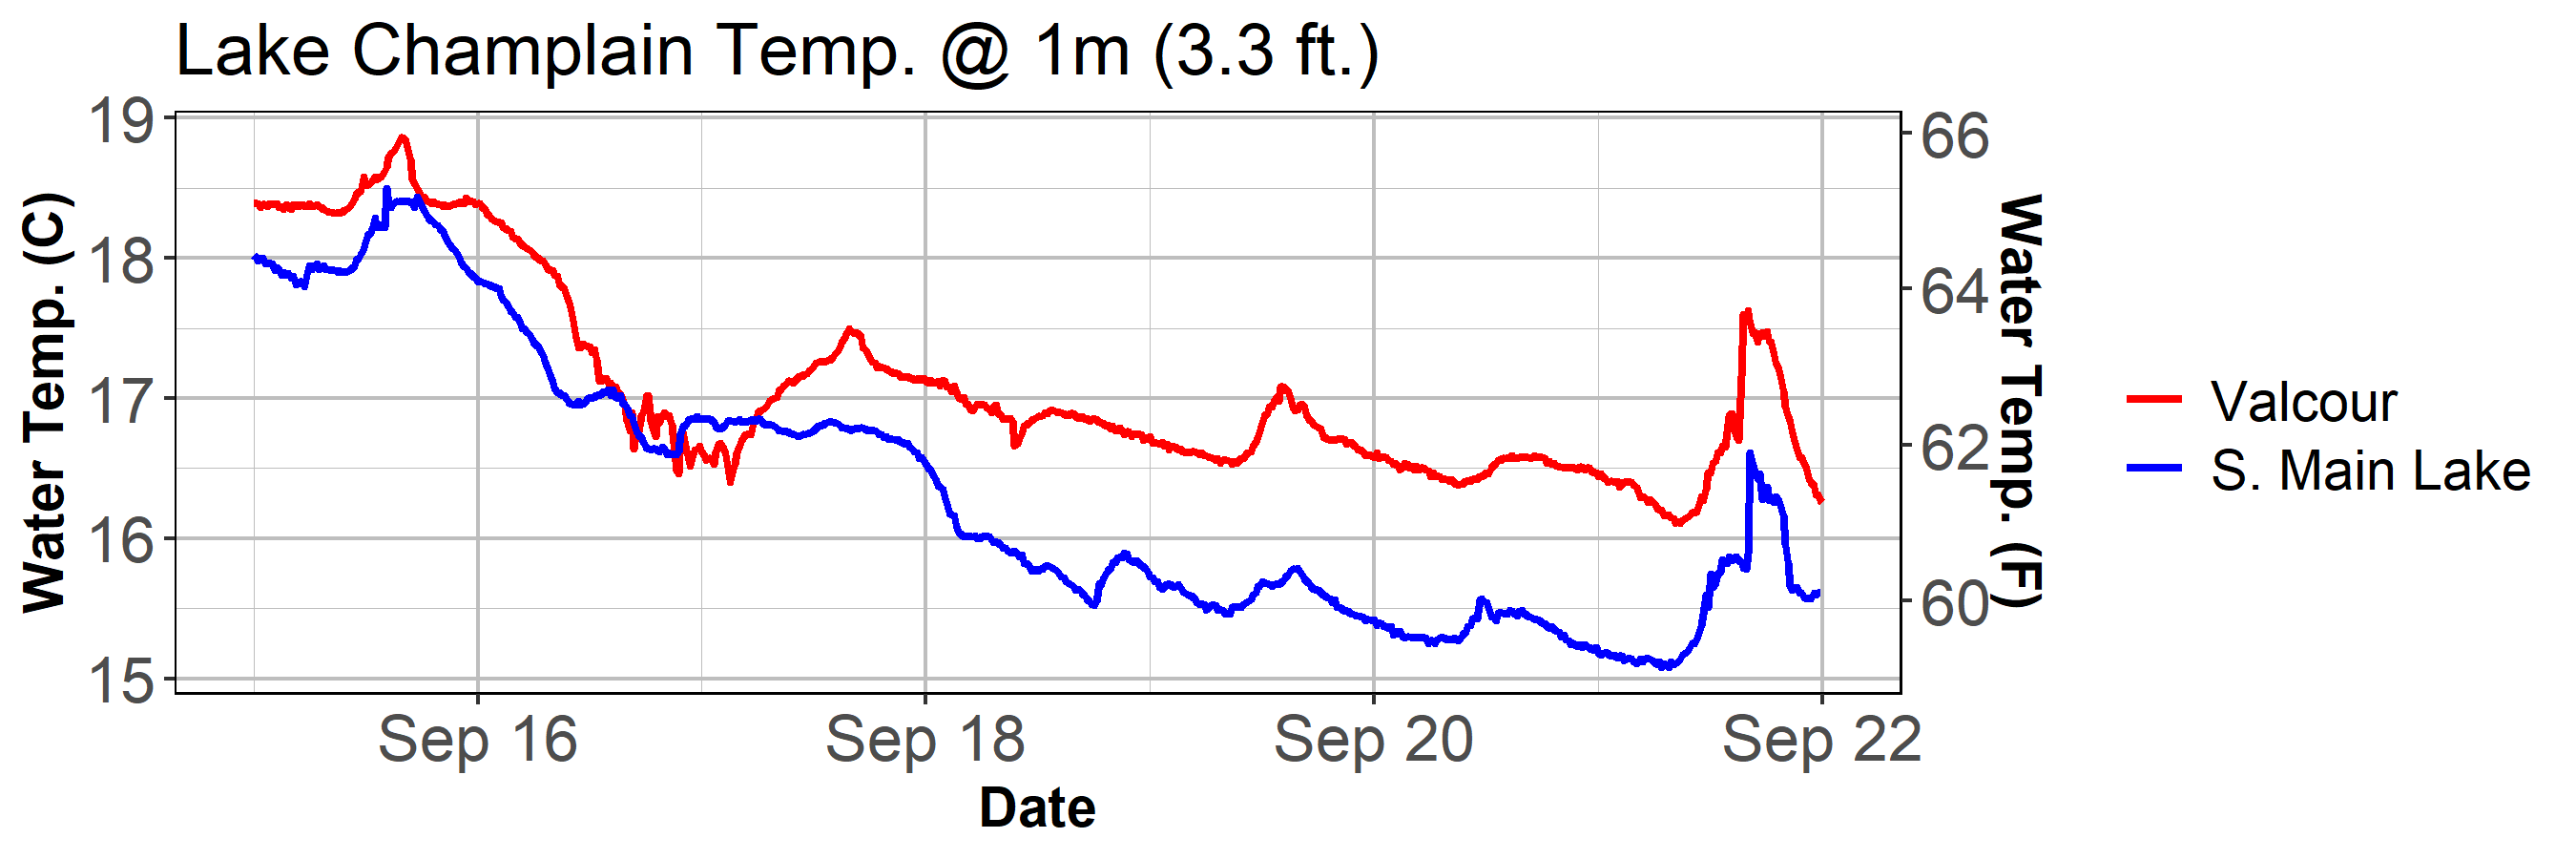 Lake Champlain Temp. @ 1m (3.3 ft.)
Water Temp. (C)
19
18
17
16
15
66
64
62
60
Water Temp. (F)
Sep 16
Sep 18
Sep 20
Sep 22
Date
Valcour
S. Main Lake